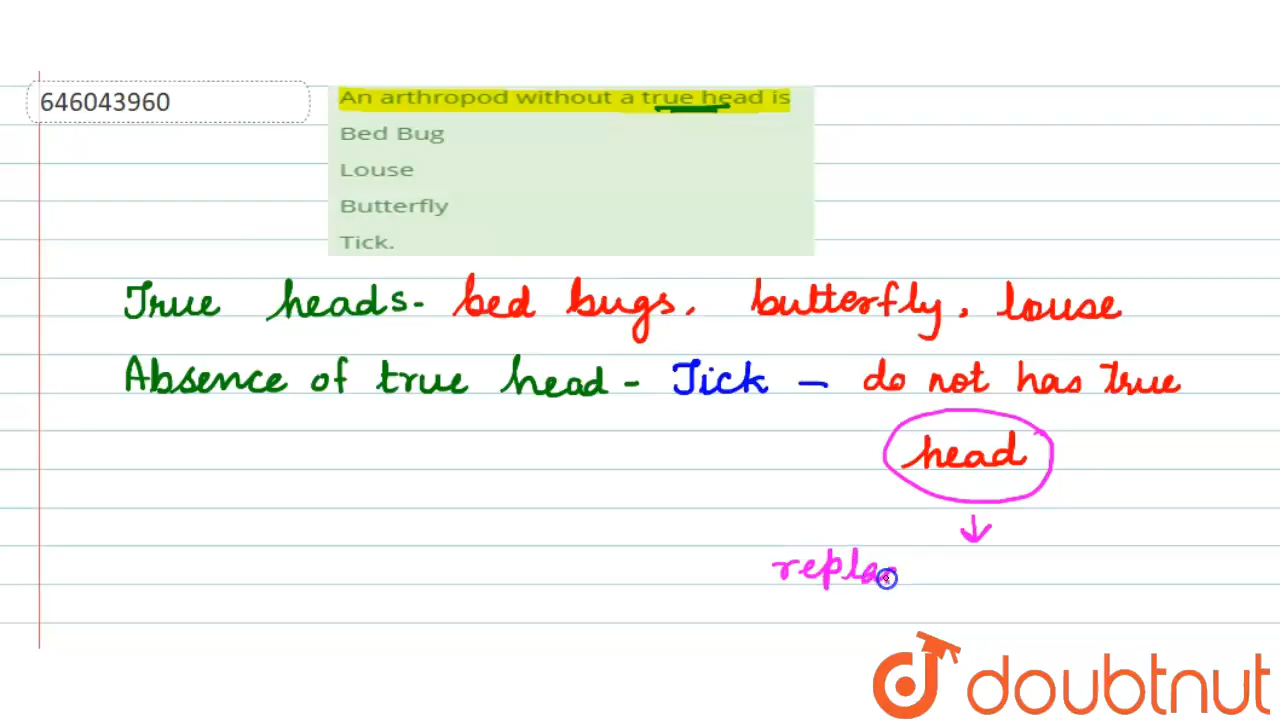 646043960
An arthropod without a true head is
Bed Bug
Louse
Butterfly
Tick.
True heads- bed bugs, butterfly, louse
Absence of true head - Tick - do not has true
head
↓
repla
doubtnut